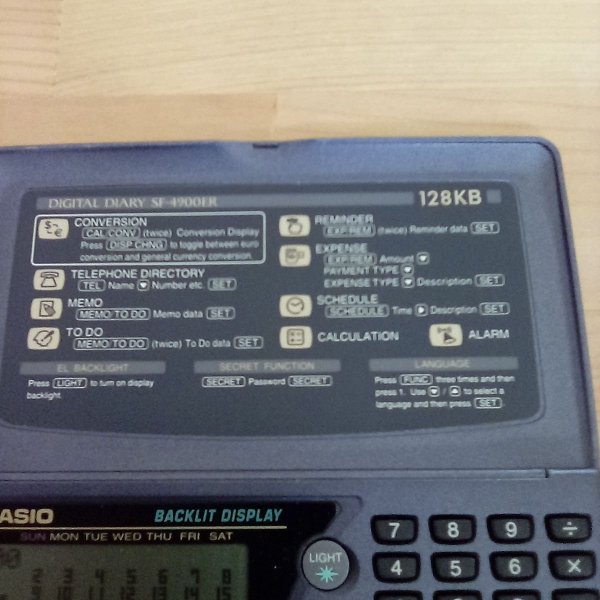 DIGITAL DIARY SF-4900ER 128KB
CONVERSION
CAL CONV (twice) Conversion Display
Press DISP CHNG to toggle between euro
conversion and general currency conversion.
TELEPHONE DIRECTORY
TEL Name ▼ Number etc. SET
MEMO
MEMO/TO DO Memo data SET
TO DO
MEMO/TO DO (twice) To Do data SET
REMINDER
EXP/REM (twice) Reminder data SET
EXPENSE
EXP/REM Amount ▼
PAYMENT TYPE ▼
EXPENSE TYPE ▼ Description SET
SCHEDULE
SCHEDULE Time ▶ Description SET
CALCULATION
ALARM
EL BACKLIGHT
Press LIGHT to turn on display
backlight.
SECRET FUNCTION
SECRET Password SECRET
LANGUAGE
Press FUNC three times and then
press 1. Use ▼ / ▲ to select a
language and then press SET.
ASIO BACKLIT DISPLAY
SUN MON TUE WED THU FRI SAT
LIGHT
7 8 9 ÷
4 5 6 ×